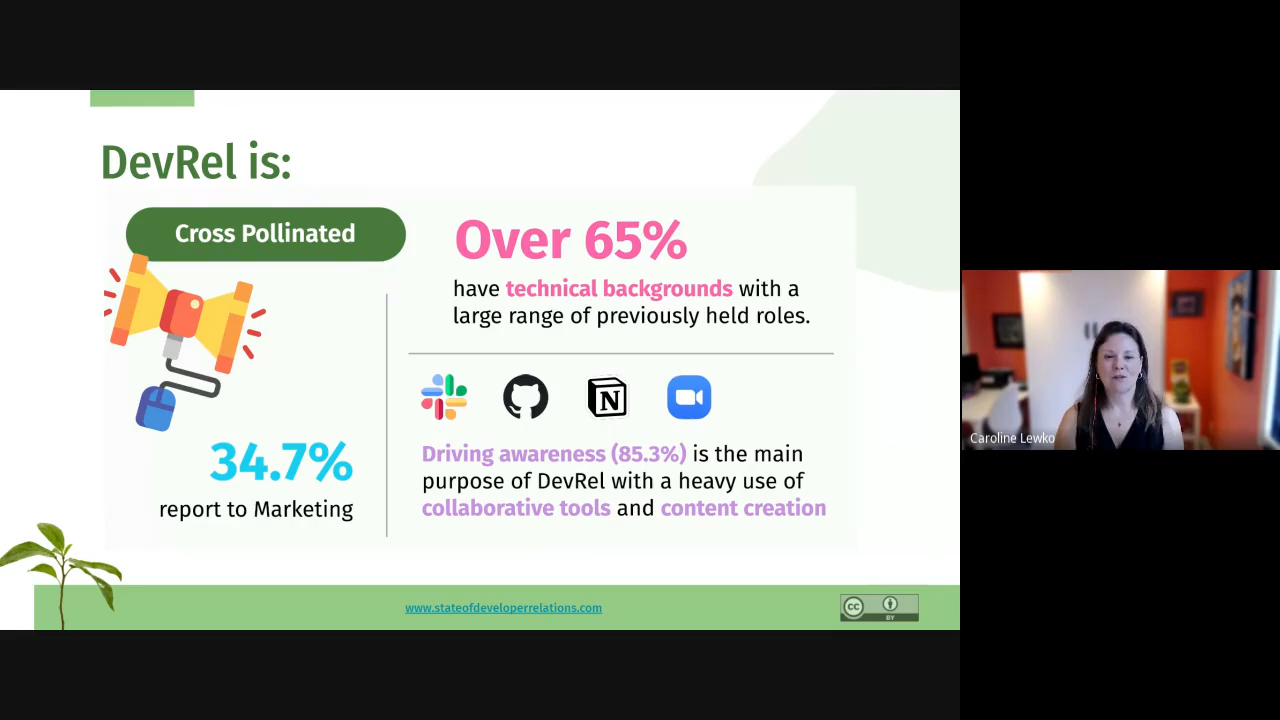 DevRel is:
Cross Pollinated
34.7%
report to Marketing
Over 65%
have technical backgrounds with a
large range of previously held roles.
N
Driving awareness (85.3%) is the main
purpose of DevRel with a heavy use of
collaborative tools and content creation
www.stateofdeveloperrelations.com
cc
BY
Caroline Lewko